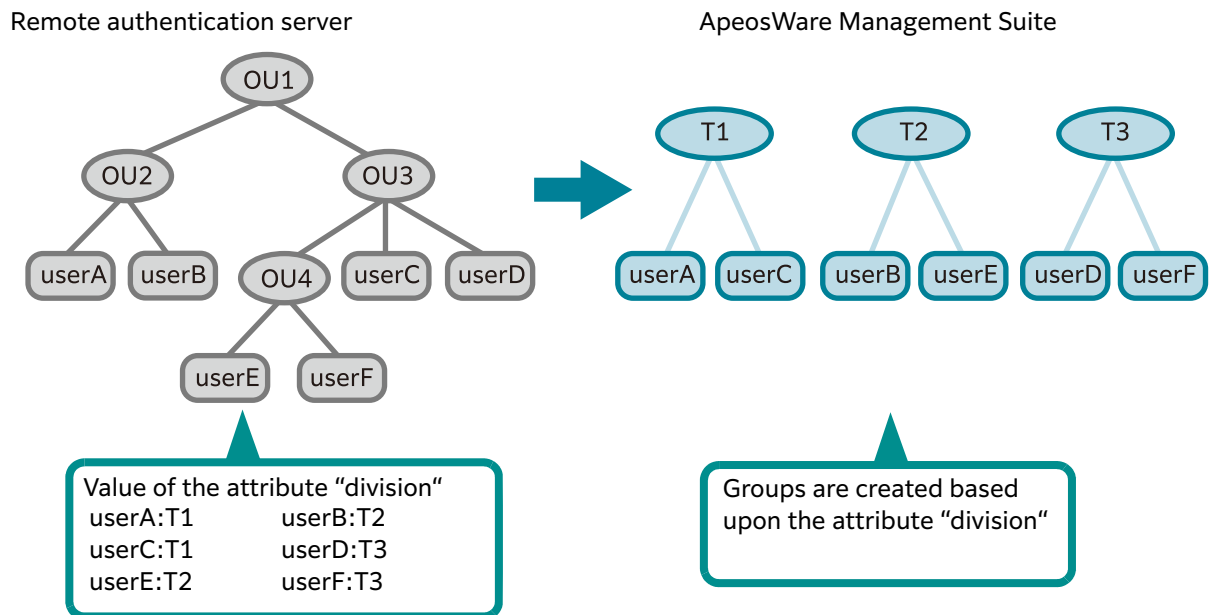 Remote authentication server
ApeosWare Management Suite
OU1
OU2
OU3
userA
userB
OU4
userC
userD
userE
userF
T1
T2
T3
userA
userC
userB
userE
userD
userF
Value of the attribute “division“
userA:T1 userB:T2
userC:T1 userD:T3
userE:T2 userF:T3
Groups are created based
upon the attribute “division“